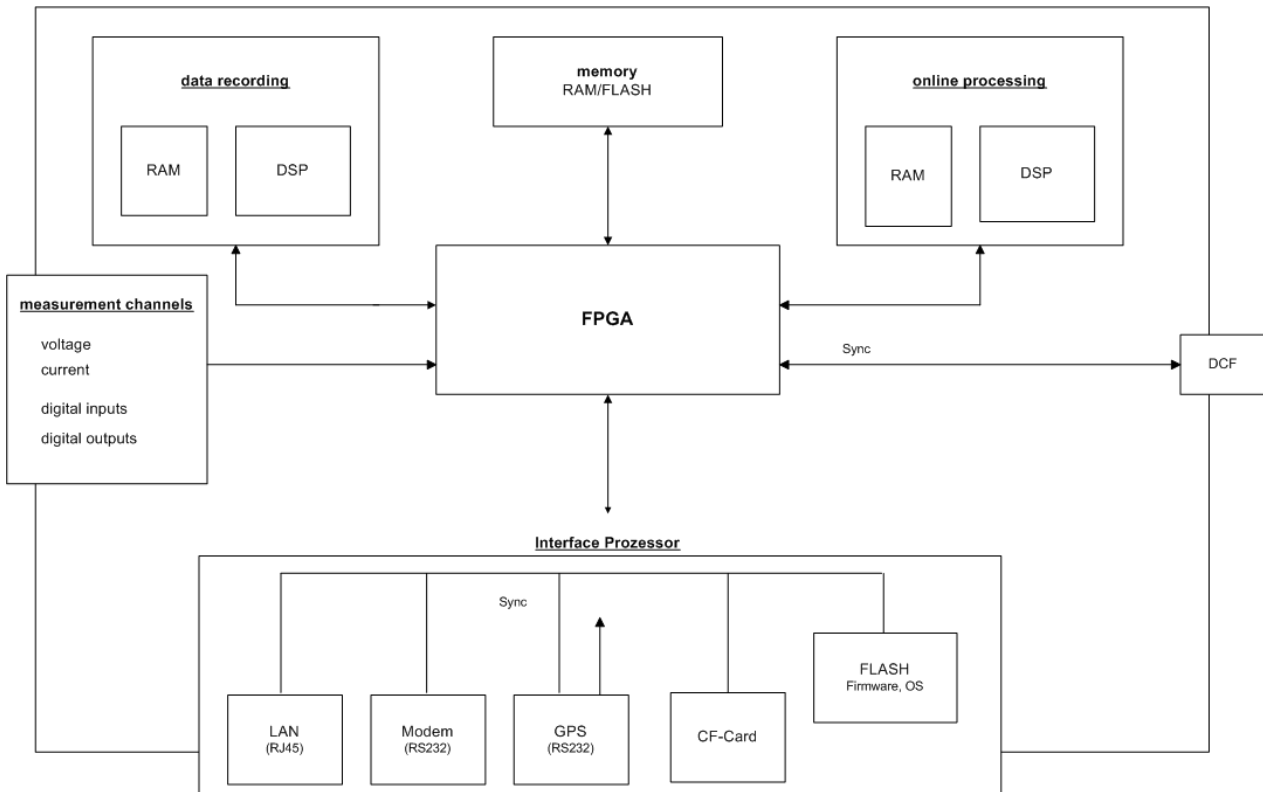 data recording
RAM
DSP
memory
RAM/FLASH
online processing
RAM
DSP
measurement channels
voltage
current
digital inputs
digital outputs
FPGA
Sync
DCF
Interface Prozessor
Sync
LAN
(RJ45)
Modem
(RS232)
GPS
(RS232)
CF-Card
FLASH
Firmware, OS